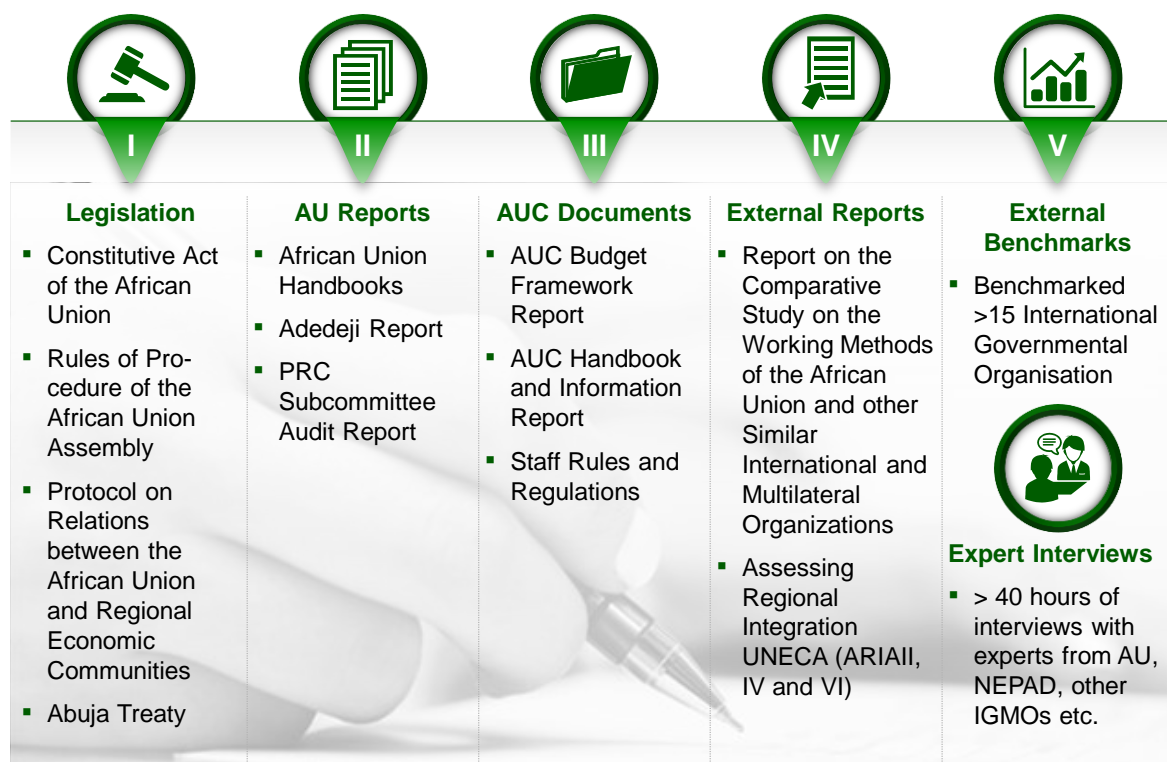 I
II
III
IV
V
Legislation
▪ Constitutive Act
of the African
Union
▪ Rules of Pro-
cedure of the
African Union
Assembly
▪ Protocol on
Relations
between the
African Union
and Regional
Economic
Communities
▪ Abuja Treaty
AU Reports
▪ African Union
Handbooks
▪ Adedeji Report
▪ PRC
Subcommittee
Audit Report
AUC Documents
▪ AUC Budget
Framework
Report
▪ AUC Handbook
and Information
Report
▪ Staff Rules and
Regulations
External Reports
▪ Report on the
Comparative
Study on the
Working Methods
of the African
Union and other
Similar
International and
Multilateral
Organizations
▪ Assessing
Regional
Integration
UNECA (ARIAII,
IV and VI)
External
Benchmarks
▪ Benchmarked
>15 International
Governmental
Organisation
Expert Interviews
▪ > 40 hours of
interviews with
experts from AU,
NEPAD, other
IGMOs etc.